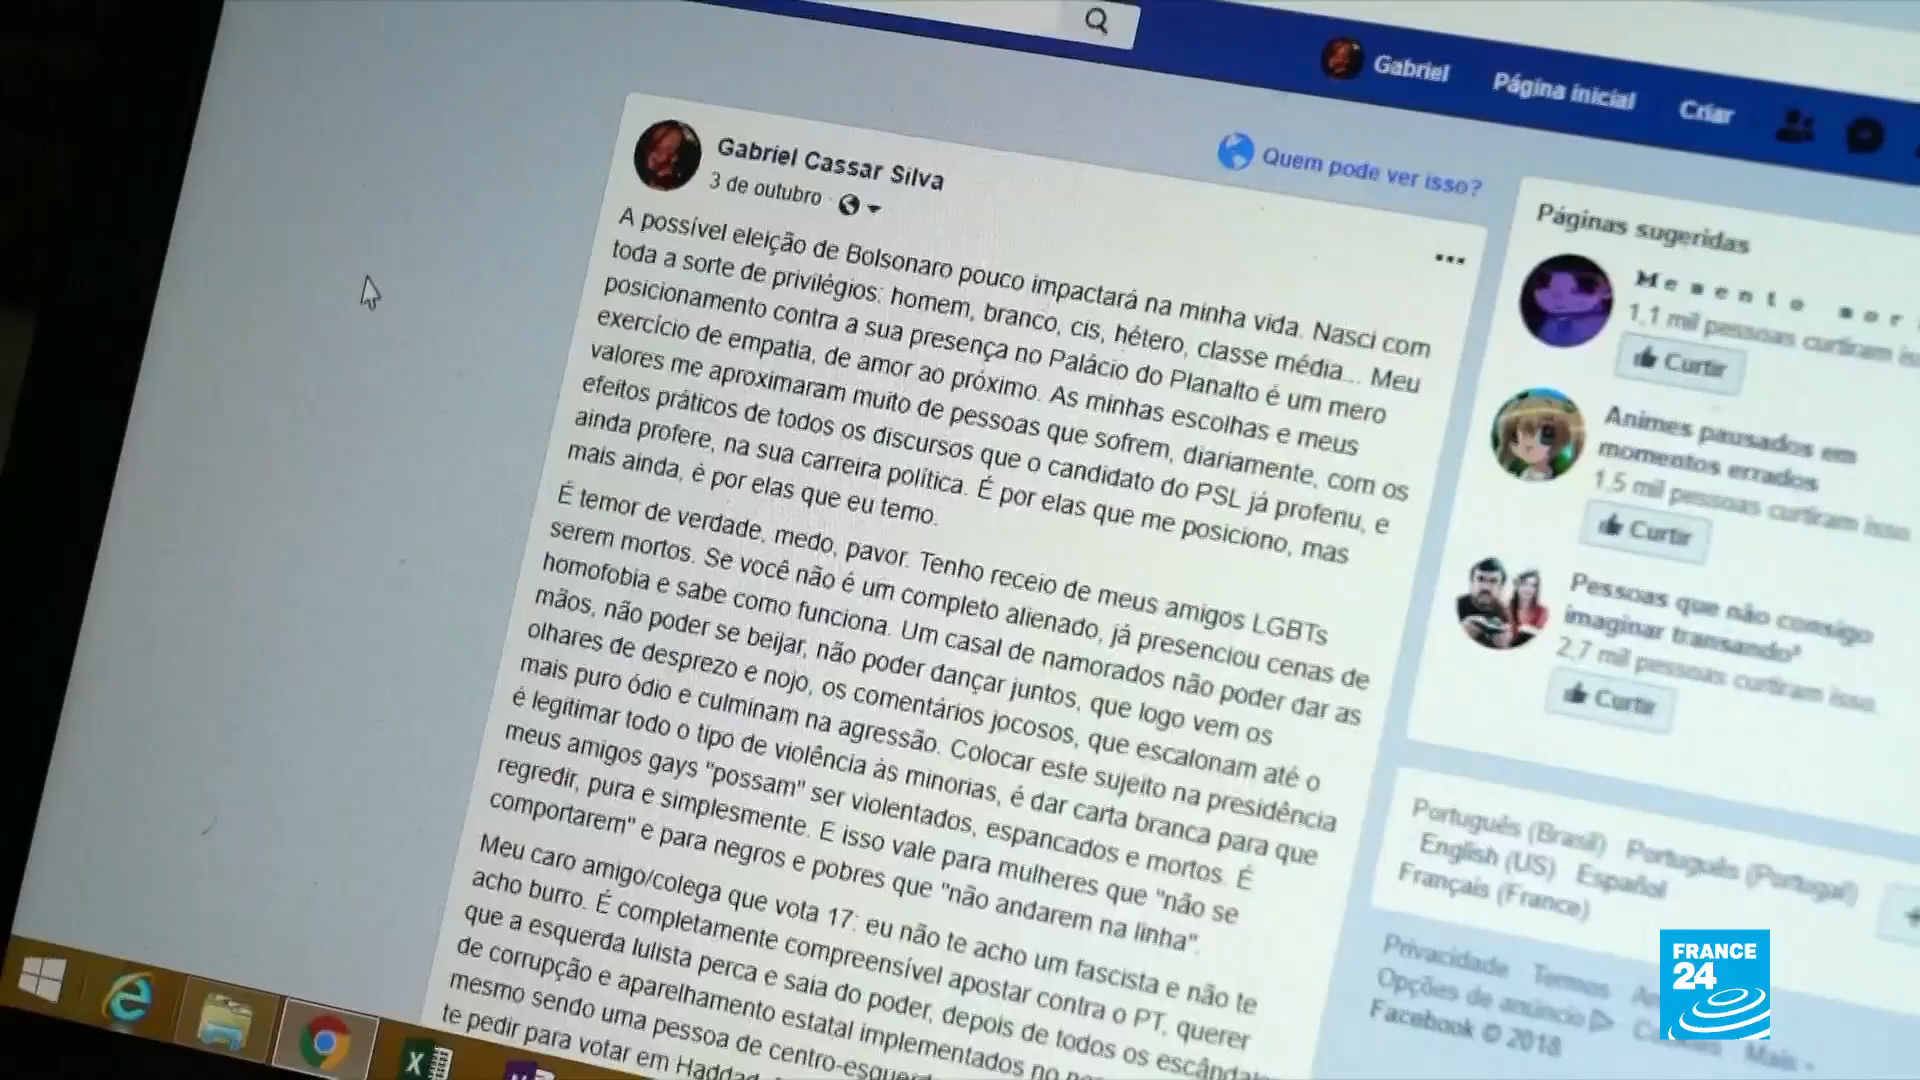 Gabriel
Página inicial
Criar
Gabriel Cassar Silva
3 de outubro
Quem pode ver isso?
A possível eleição de Bolsonaro pouco impactará na minha vida. Nasci com
toda a sorte de privilégios: homem, branco, cis, hétero, classe média... Meu
posicionamento contra a sua presença no Palácio do Planalto é um mero
exercício de empatia, de amor ao próximo. As minhas escolhas e meus
valores me aproximaram muito de pessoas que sofrem, diariamente, com os
efeitos práticos de todos os discursos que o candidato do PSL já proferiu, e
ainda profere, na sua carreira política. É por elas que me posiciono, mas
mais ainda, é por elas que eu temo.
É temor de verdade, medo, pavor. Tenho receio de meus amigos LGBTs
serem mortos. Se você não é um completo alienado, já presenciou cenas de
homofobia e sabe como funciona. Um casal de namorados não poder dar as
mãos, não poder se beijar, não poder dançar juntos, que logo vem os
olhares de desprezo e nojo, os comentários jocosos, que escalonam até o
mais puro ódio e culminam na agressão. Colocar este sujeito na presidência
é legitimar todo o tipo de violência às minorias, é dar carta branca para que
meus amigos gays "possam" ser violentados, espancados e mortos. É
regredir, pura e simplesmente. E isso vale para mulheres que "não se
comportarem" e para negros e pobres que "não andarem na linha".
Meu caro amigo/colega que vota 17: eu não te acho um fascista e não te
acho burro. É completamente compreensível apostar contra o PT, querer
que a esquerda lulista perca e saia do poder, depois de todos os escândal
de corrupção e aparelhamento estatal implementados no
mesmo sendo uma pessoa de centro-esquerd
te pedir para votar em Haddad
Páginas sugeridas
1,1 mil pessoas curtiram
Curtir
Animes pausados em
momentos errados
1,5 mil pessoas curtiram isso
Curtir
Pessoas que não consigo
imaginar transando²
2,7 mil pessoas curtiram isso
Curtir
Português (Brasil) Português (Portugal)
English (US) Español
Français (France)
Privacidade Termos
Opções de anúncio
Mais
Facebook © 2018
FRANCE
24